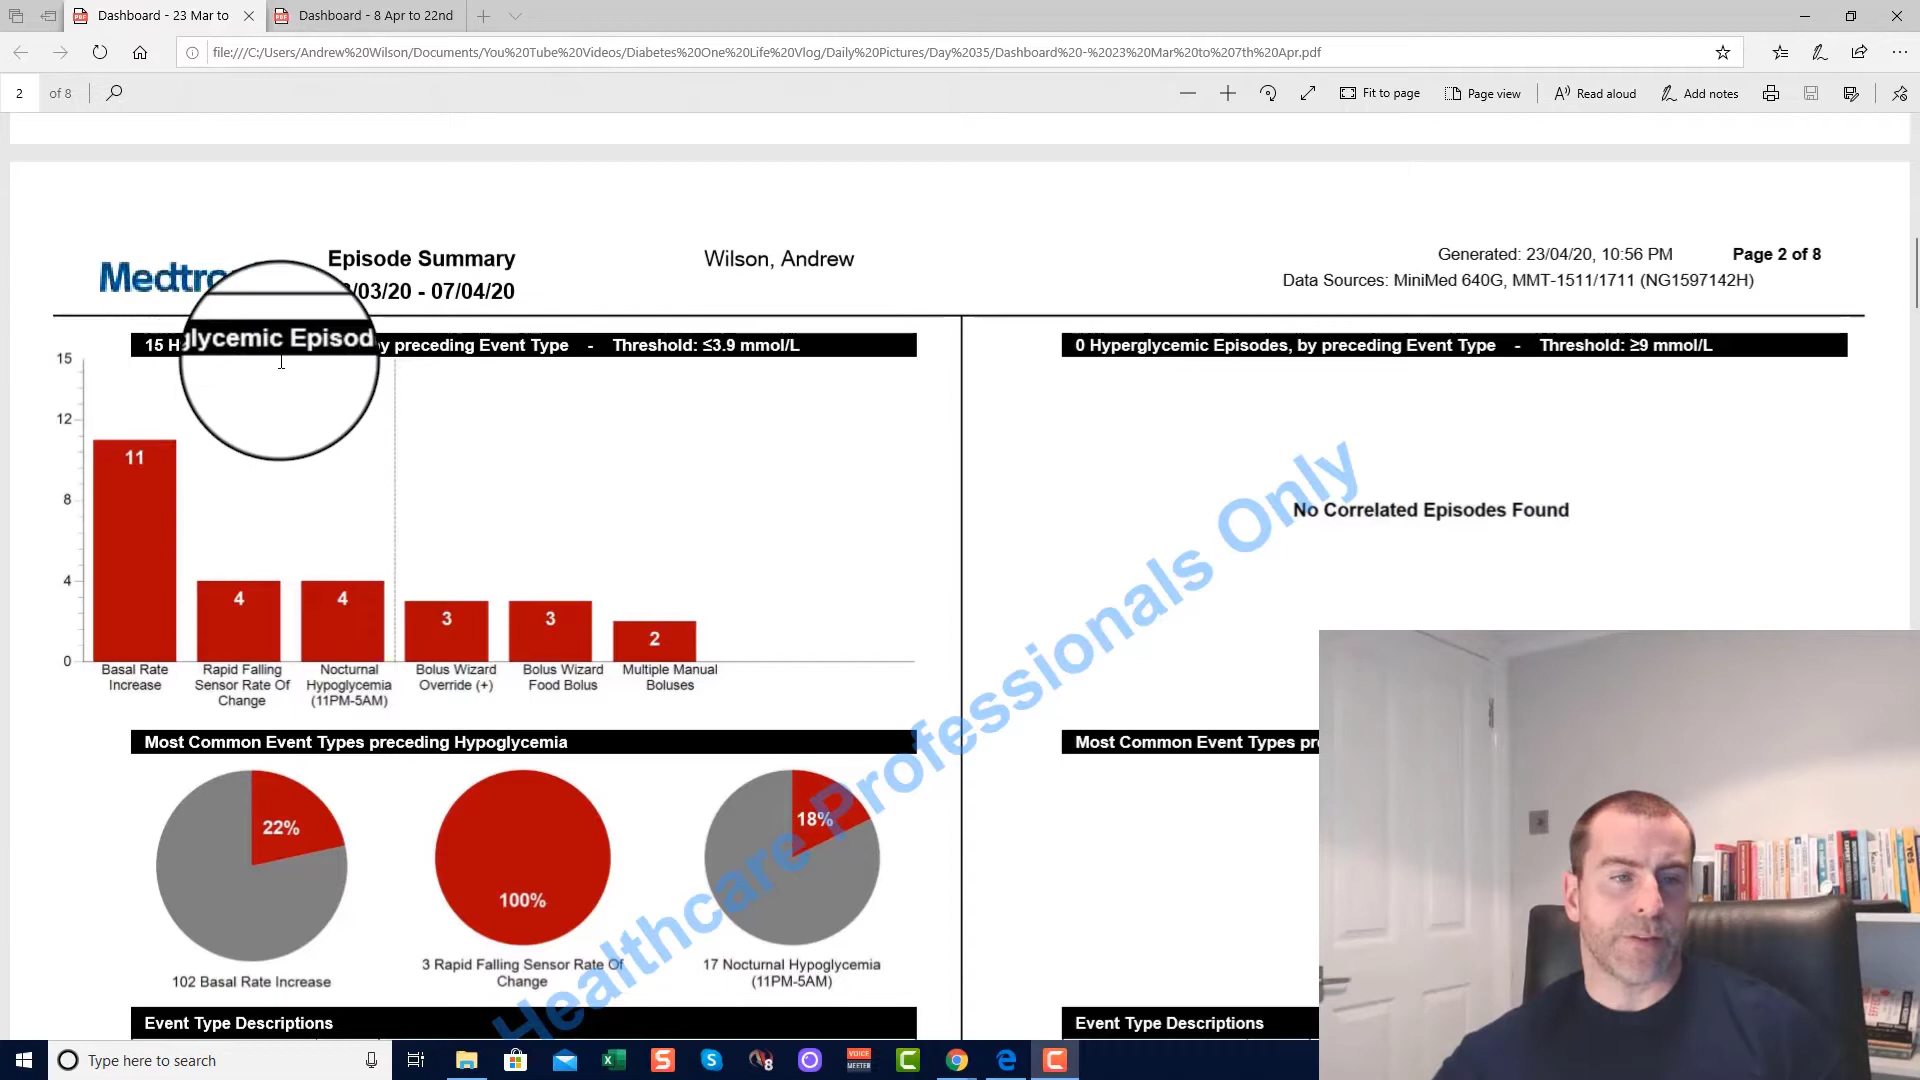 Dashboard - 23 Mar to
Dashboard - 8 Apr to 22nd
file:///C:/Users/Andrew%20Wilson/Documents/You%20Tube%20Videos/Diabetes%20One%20Life%20Vlog/Daily%20Pictures/Day%2035/Dashboard%20-%2023%20Mar%20to%207th%20Apr.pdf
2 of 8
Fit to page
Page view
Read aloud
Add notes
Episode Summary
Wilson, Andrew
Generated: 23/04/20, 10:56 PM
Page 2 of 8
Medtro
/03/20 - 07/04/20
Data Sources: MiniMed 640G, MMT-1511/1711 (NG1597142H)
15 H glycemic Episod y preceding Event Type - Threshold: ≤3.9 mmol/L
0 Hyperglycemic Episodes, by preceding Event Type - Threshold: ≥9 mmol/L
15
12
8
4
0
11
4
4
3
3
2
Basal Rate
Increase
Rapid Falling
Sensor Rate Of
Change
Nocturnal
Hypoglycemia
(11PM-5AM)
Bolus Wizard
Override (+)
Bolus Wizard
Food Bolus
Multiple Manual
Boluses
No Correlated Episodes Found
Healthcare Professionals Only
Most Common Event Types preceding Hypoglycemia
Most Common Event Types pr
22%
100%
18%
102 Basal Rate Increase
3 Rapid Falling Sensor Rate Of
Change
17 Nocturnal Hypoglycemia
(11PM-5AM)
Event Type Descriptions
Event Type Descriptions
Type here to search
8
VOICE
MEETER